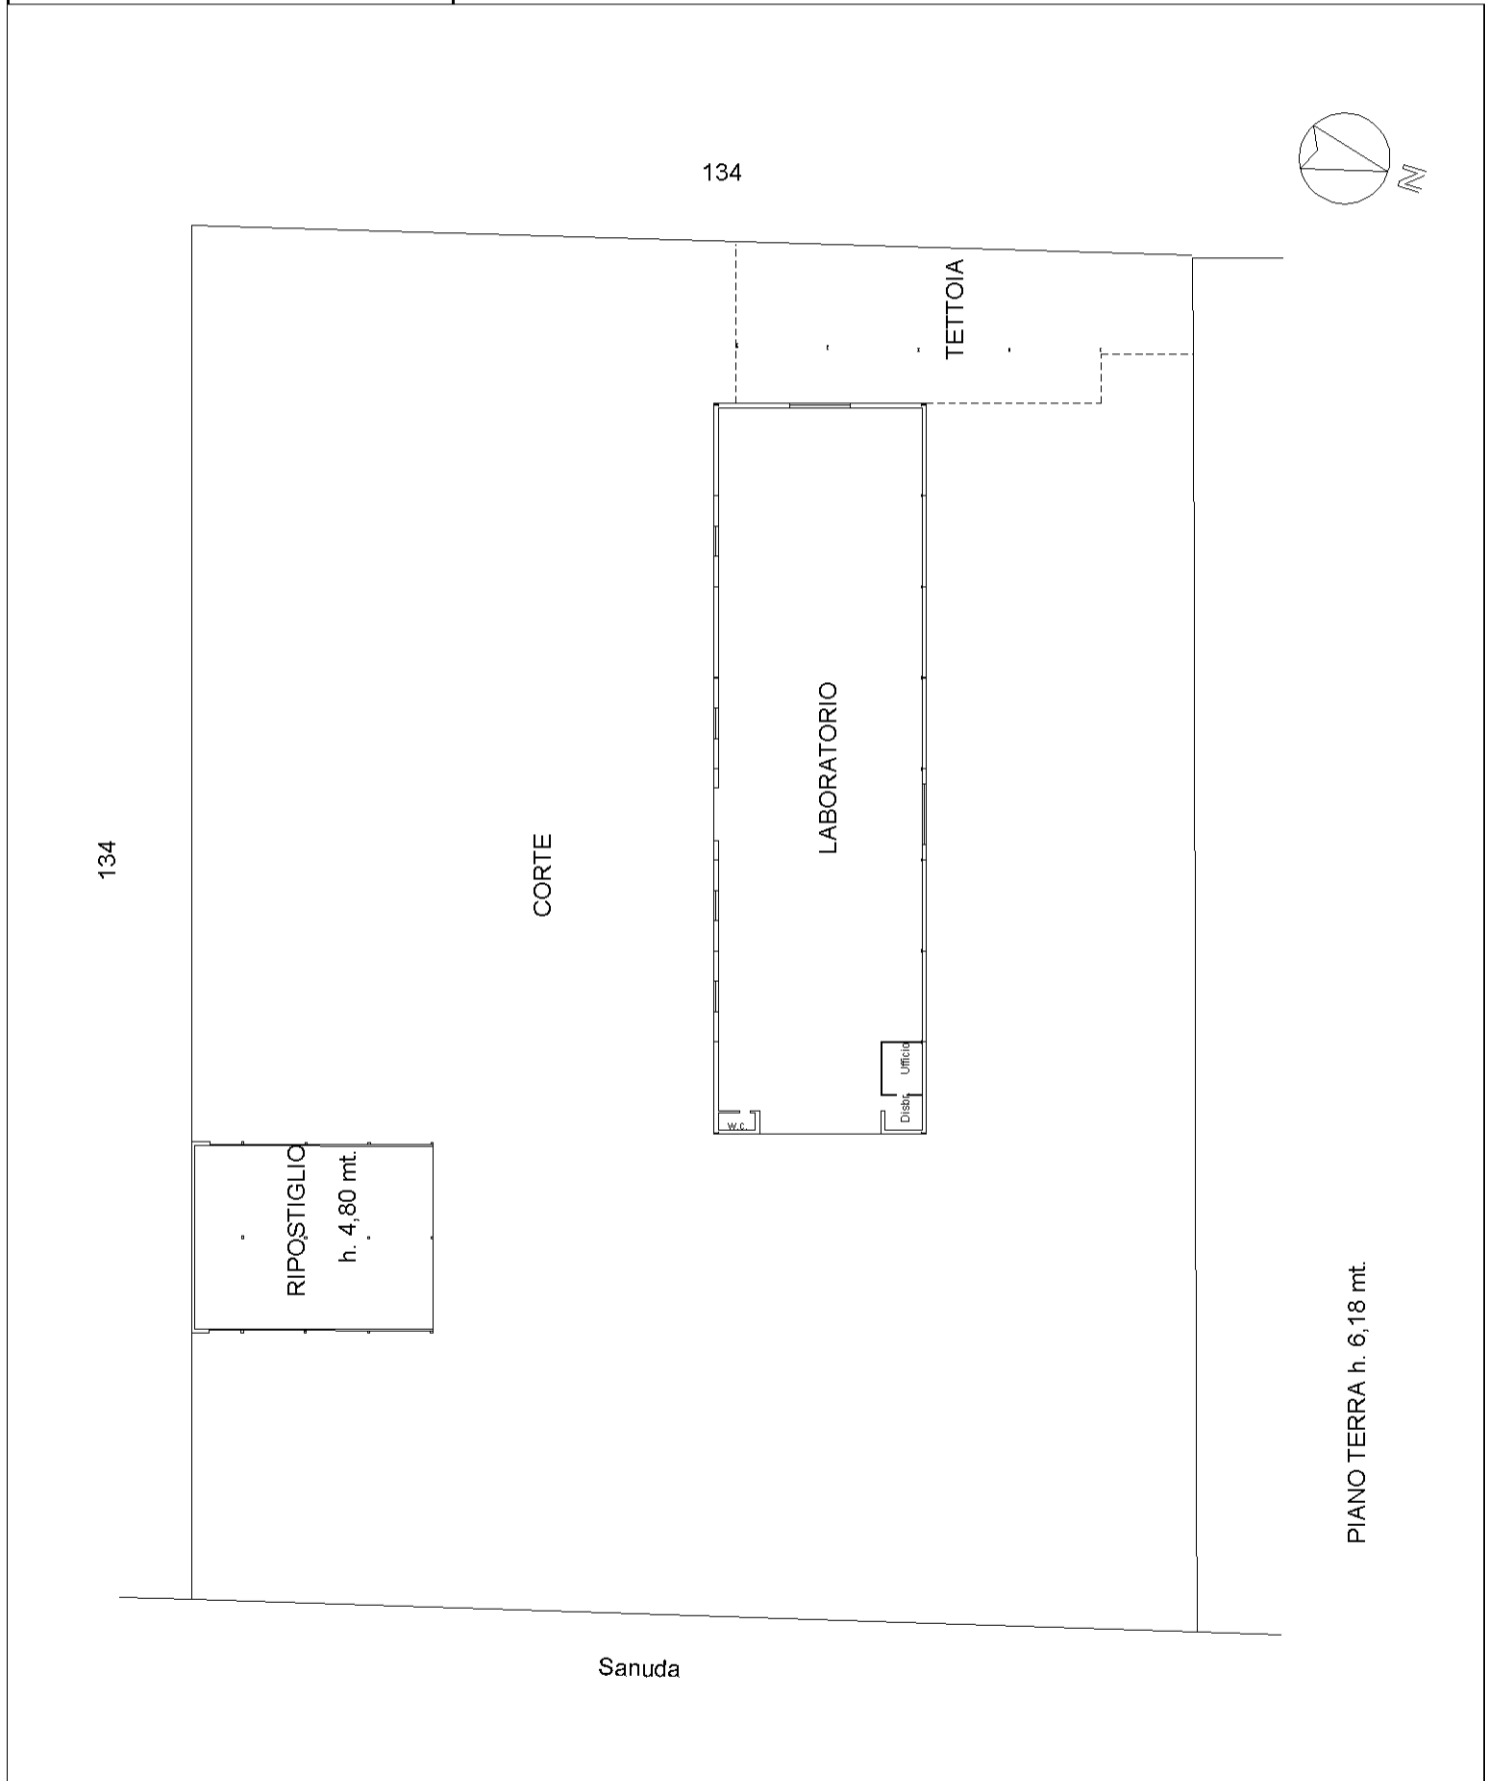 134
N
TETTOIA
134
CORTE
LABORATORIO
Ufficio
Disbr.
w.c.
RIPOSTIGLIO
h. 4,80 mt.
PIANO TERRA h. 6,18 mt.
Sanuda